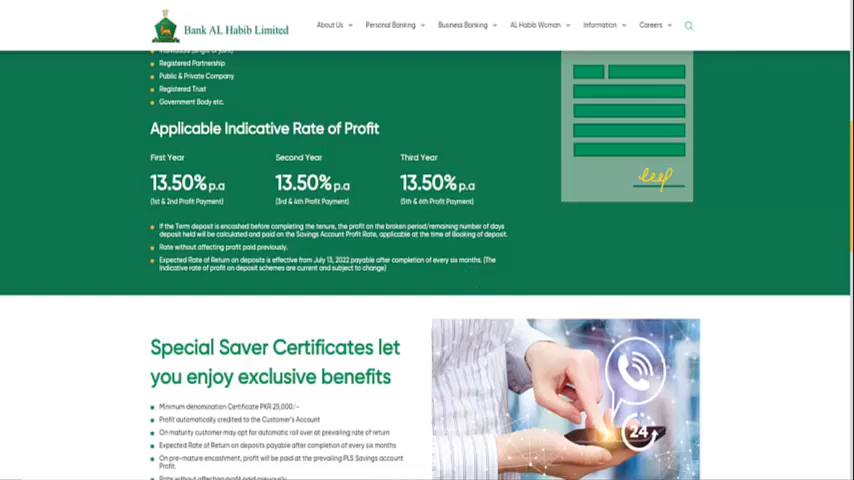 Bank AL Habib Limited
About Us
Personal Banking
Business Banking
AL Habib Woman
Information
Careers
Registered Partnership
Public & Private Company
Registered Trust
Government Body etc.
Applicable Indicative Rate of Profit
First Year
Second Year
Third Year
13.50% p.a
13.50% p.a
13.50% p.a
(1st & 2nd Profit Payment)
(3rd & 4th Profit Payment)
(5th & 6th Profit Payment)
If the Term deposit is encashed before completing the tenure, the profit on the broken period/remaining number of days
deposit held will be calculated and paid on the Savings Account Profit Rate, applicable at the time of Booking of deposit.
Rate without affecting profit paid previously.
Expected Rate of Return on deposits is effective from July 13, 2022 payable after completion of every six months. (The
indicative rate of profit on deposit schemes are current and subject to change)
Special Saver Certificates let
you enjoy exclusive benefits
Minimum denomination Certificate PKR 25,000/-
Profit automatically credited to the Customer's Account
On maturity customer may opt for automatic roll over at prevailing rate of return
Expected Rate of Return on deposits payable after completion of every six months
On pre-mature encashment, profit will be paid at the prevailing PLS Savings account
Profit.
Rate without affecting profit paid previously
24